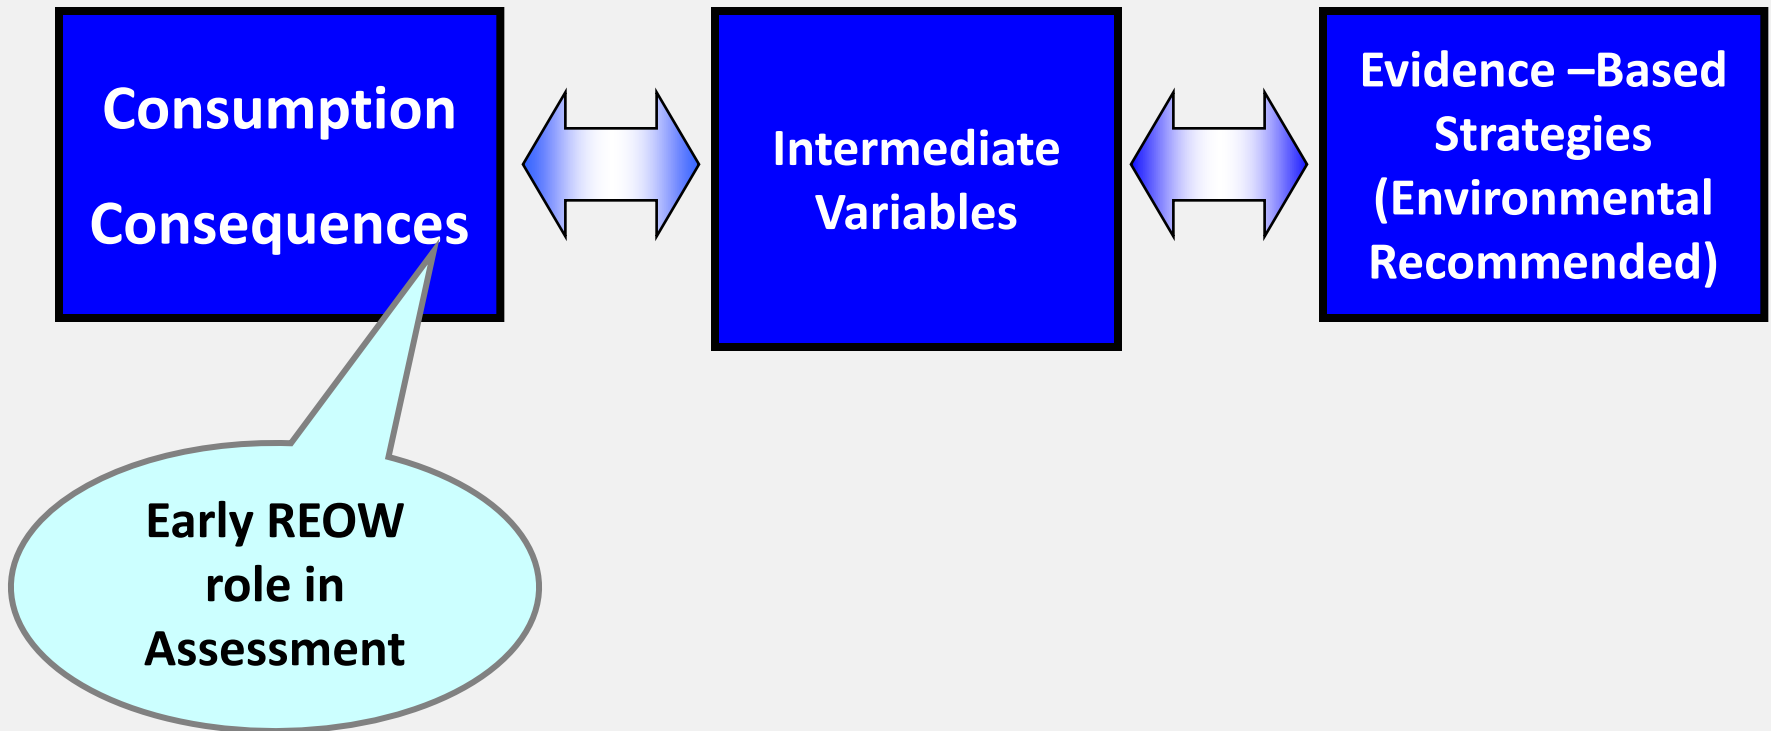 Consumption
Consequences
Intermediate
Variables
Evidence –Based
Strategies
(Environmental
Recommended)
Early REOW
role in
Assessment